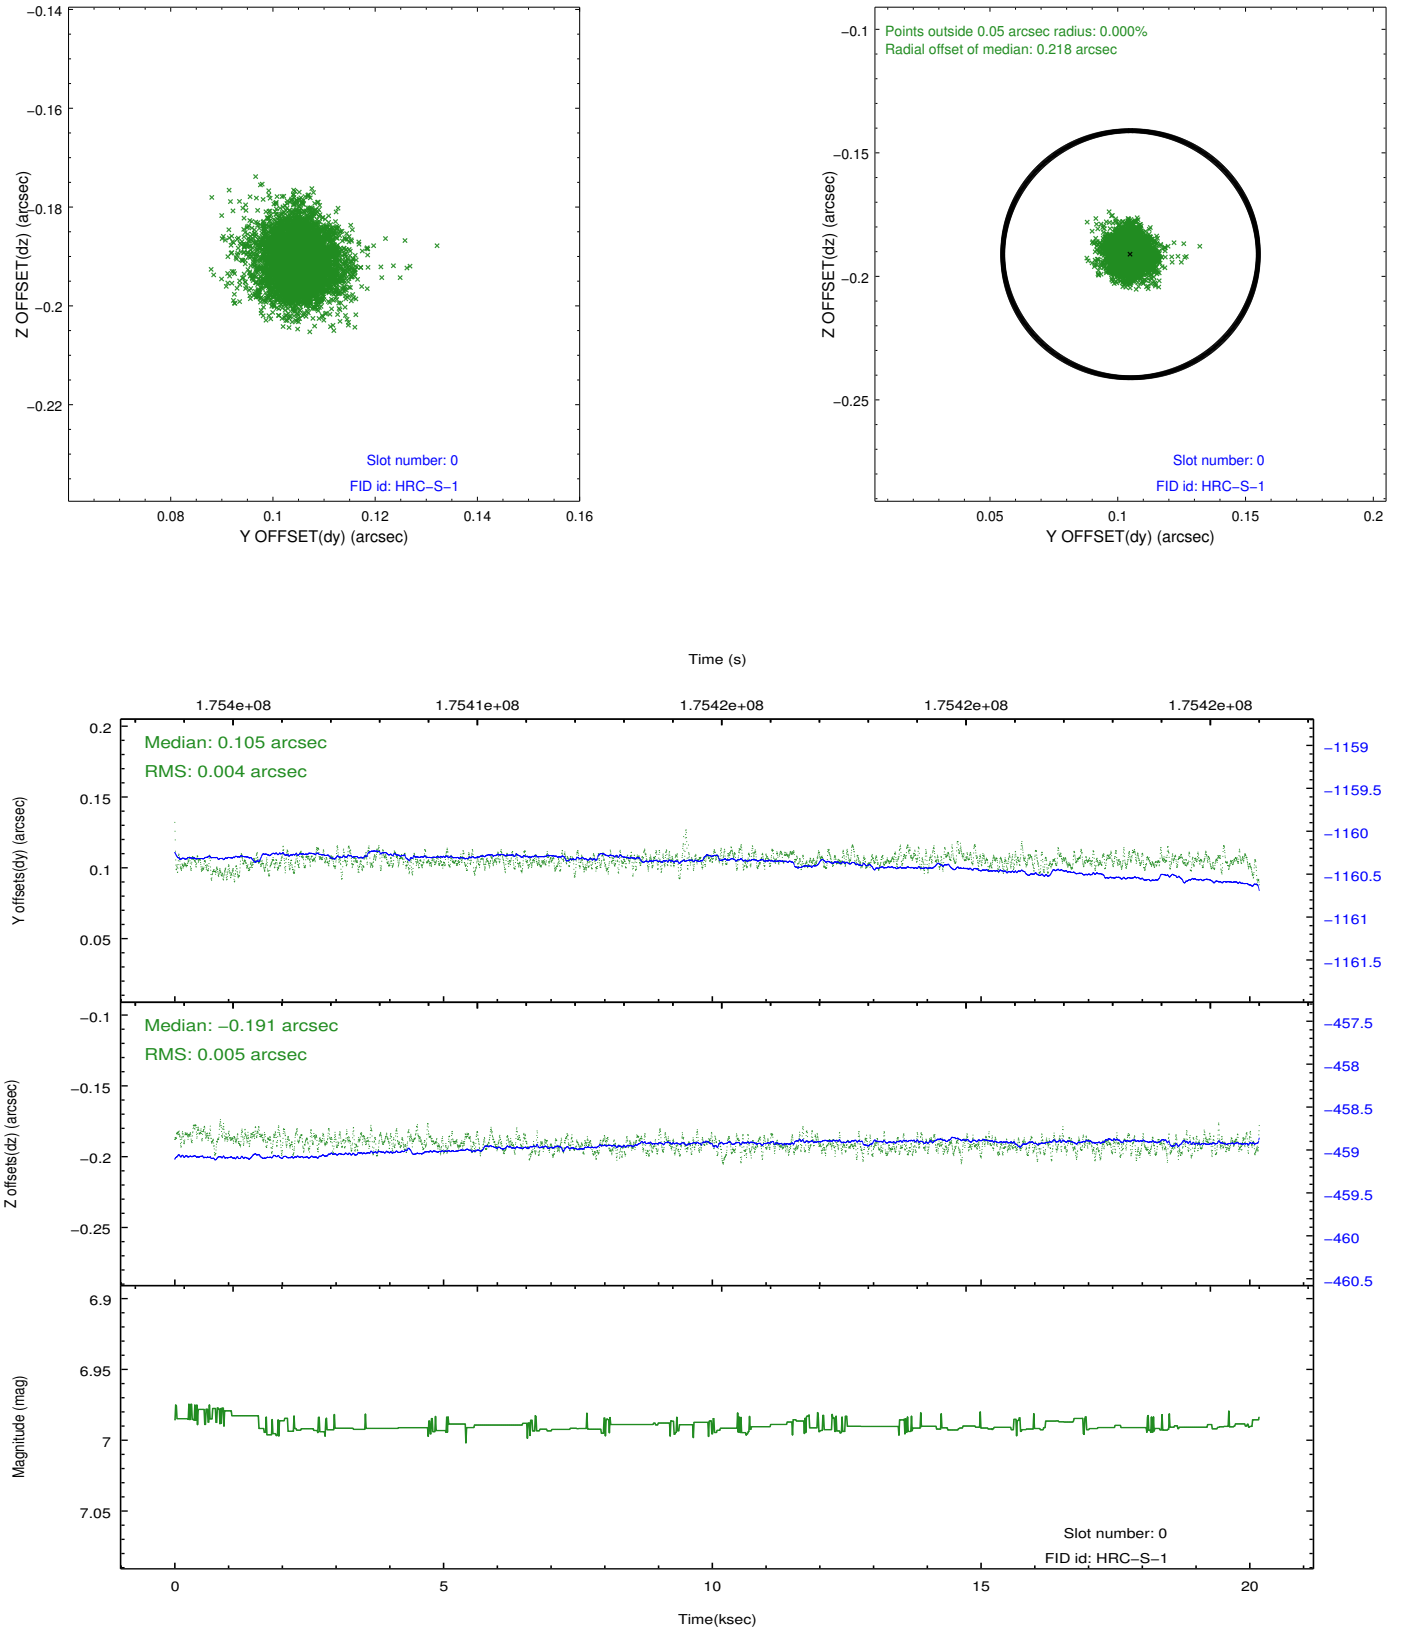 −0.14
−0.16
−0.18
−0.2
−0.22
Z OFFSET(dz) (arcsec)
Slot number: 0
FID id: HRC−S−1
0.08 0.1 0.12 0.14 0.16
Y OFFSET(dy) (arcsec)
Points outside 0.05 arcsec radius: 0.000%
Radial offset of median: 0.218 arcsec
−0.1
−0.15
−0.2
−0.25
Z OFFSET(dz) (arcsec)
Slot number: 0
FID id: HRC−S−1
0.05 0.1 0.15 0.2
Y OFFSET(dy) (arcsec)
Time (s)
1.754e+08 1.7541e+08 1.7542e+08 1.7542e+08 1.7542e+08
Median: 0.105 arcsec
RMS: 0.004 arcsec
0.2
0.15
0.1
0.05
Y offsets(dy) (arcsec)
−1159
−1159.5
−1160
−1160.5
−1161
−1161.5
Median: −0.191 arcsec
RMS: 0.005 arcsec
−0.1
−0.15
−0.2
−0.25
Z offsets(dz) (arcsec)
−457.5
−458
−458.5
−459
−459.5
−460
−460.5
6.9
6.95
7
7.05
Magnitude (mag)
Slot number: 0
FID id: HRC−S−1
0 5 10 15 20
Time(ksec)